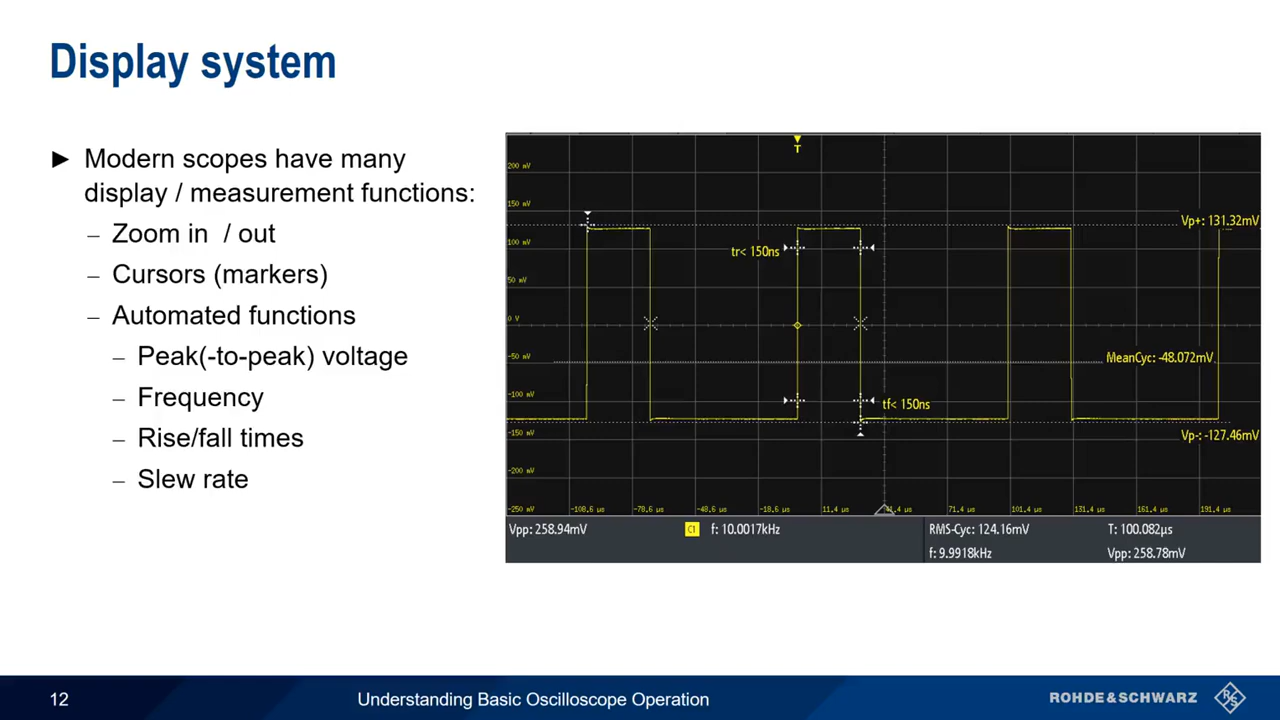 Display system
► Modern scopes have many
display / measurement functions:
– Zoom in / out
– Cursors (markers)
– Automated functions
– Peak(-to-peak) voltage
– Frequency
– Rise/fall times
– Slew rate
T
200 mV
150 mV
Vp+: 131.32mV
100 mV
tr< 150ns
50 mV
0 V
-50 mV
MeanCyc: -48.072mV
-100 mV
tf< 150ns
-150 mV
Vp-: -127.46mV
-200 mV
-250 mV -108,6 µs -78,6 µs -48,6 µs -18,6 µs 11,4 µs 41,4 µs 71,4 µs 101,4 µs 131,4 µs 161,4 µs 191,4 µs
Vpp: 258.94mV C1 f: 10.0017kHz RMS-Cyc: 124.16mV T: 100.082µs
f: 9.9918kHz Vpp: 258.78mV
12 Understanding Basic Oscilloscope Operation ROHDE&SCHWARZ R&S